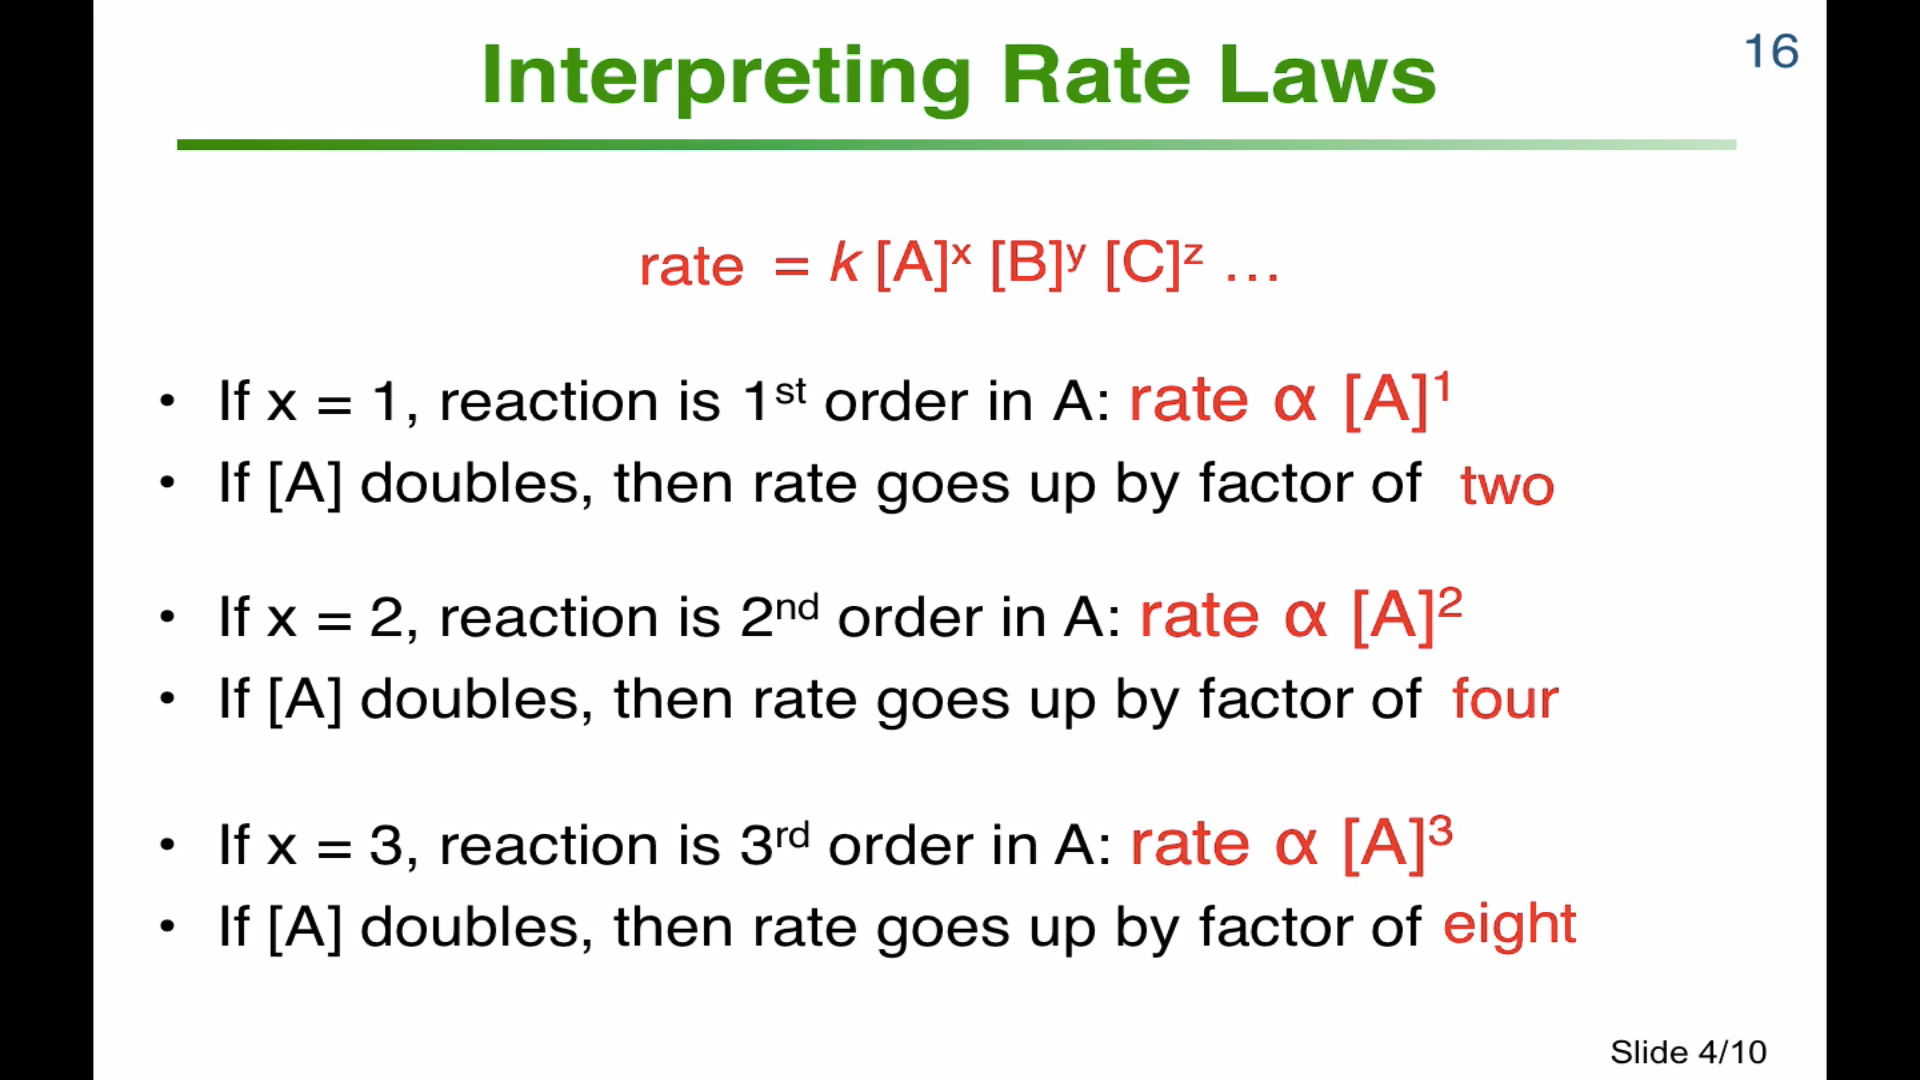 Interpreting Rate Laws
16
rate = k [A]ˣ [B]ʸ [C]ᶻ …
• If x = 1, reaction is 1ˢᵗ order in A: rate α [A]¹
• If [A] doubles, then rate goes up by factor of two
• If x = 2, reaction is 2ⁿᵈ order in A: rate α [A]²
• If [A] doubles, then rate goes up by factor of four
• If x = 3, reaction is 3ʳᵈ order in A: rate α [A]³
• If [A] doubles, then rate goes up by factor of eight
Slide 4/10